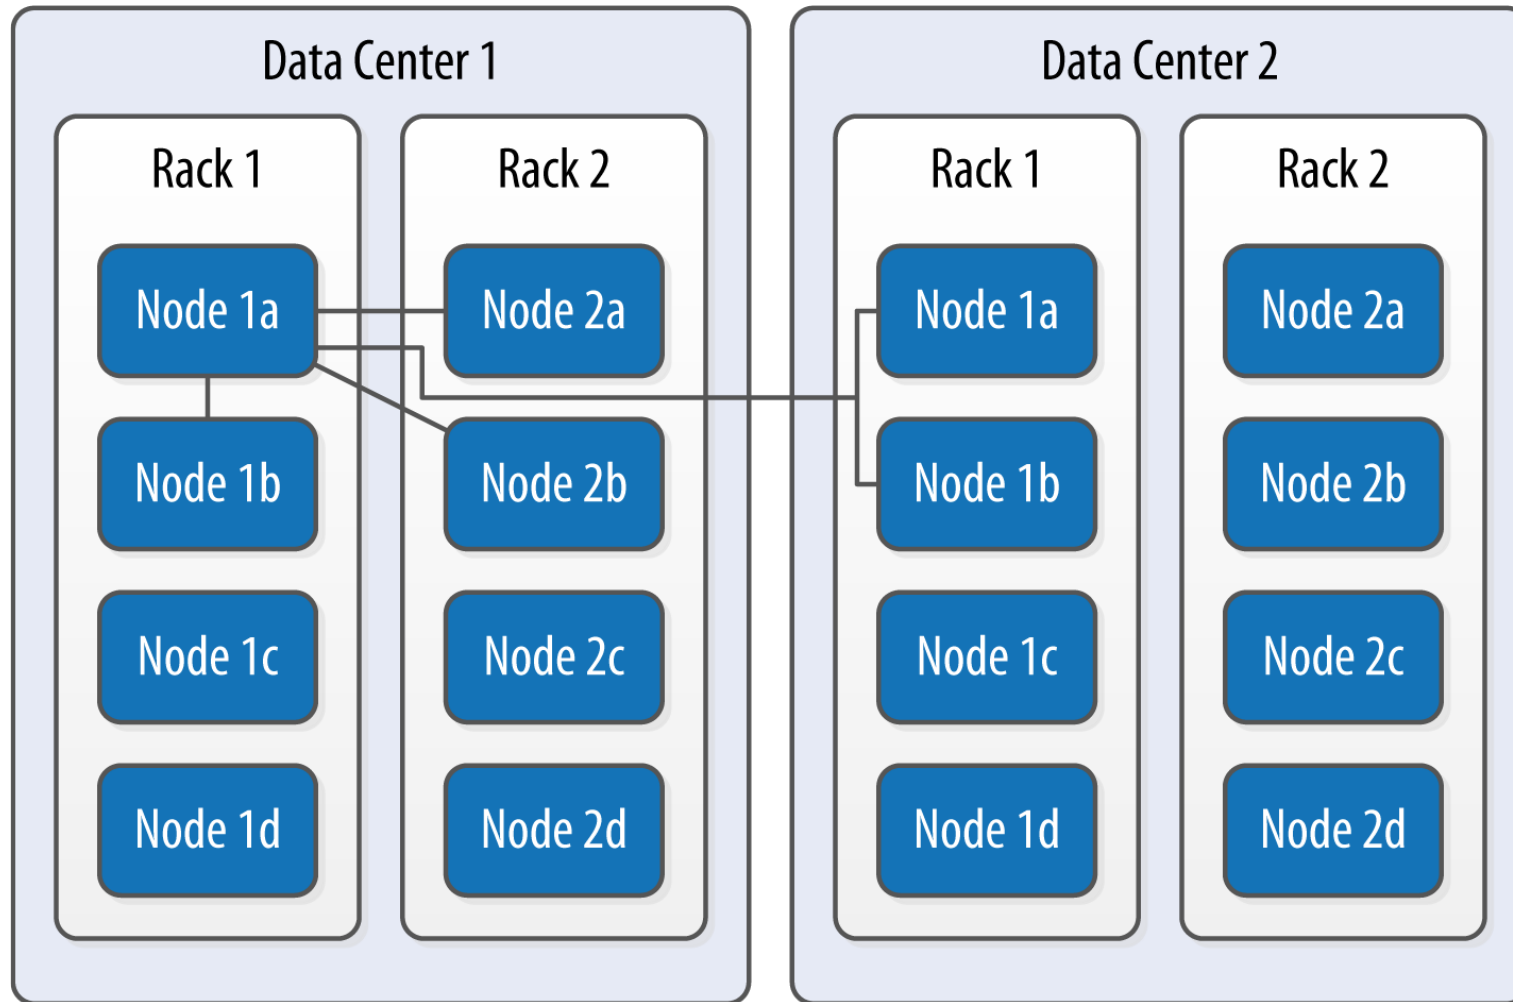 Data Center 1
Rack 1
Node 1a
Node 1b
Node 1c
Node 1d
Rack 2
Node 2a
Node 2b
Node 2c
Node 2d
Data Center 2
Rack 1
Node 1a
Node 1b
Node 1c
Node 1d
Rack 2
Node 2a
Node 2b
Node 2c
Node 2d